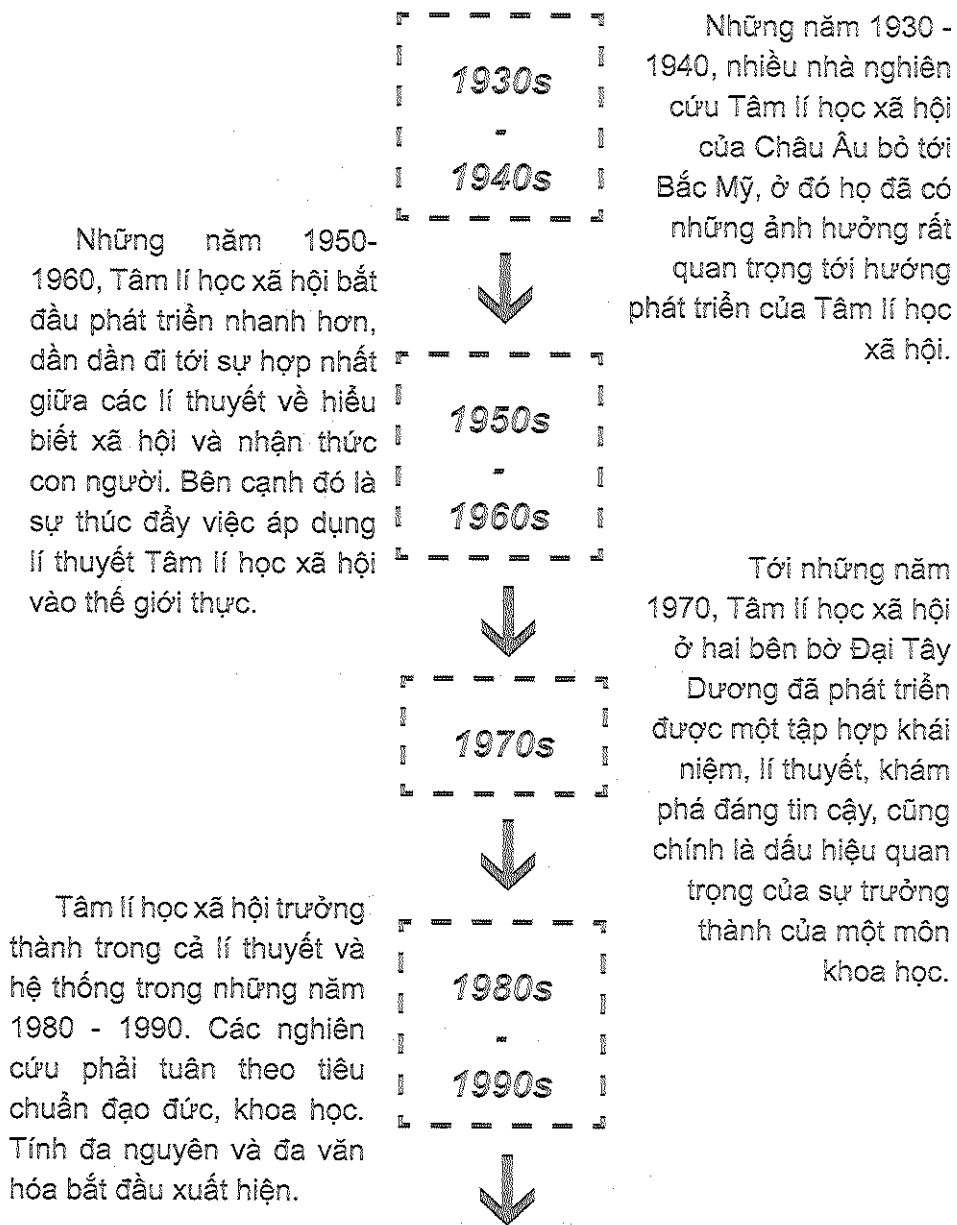 1930s
-
1940s
Những năm 1930 -
1940, nhiều nhà nghiên
cứu Tâm lí học xã hội
của Châu Âu bỏ tới
Bắc Mỹ, ở đó họ đã có
những ảnh hưởng rất
quan trọng tới hướng
phát triển của Tâm lí học
xã hội.
Những năm 1950-
1960, Tâm lí học xã hội bắt
đầu phát triển nhanh hơn,
dần dần đi tới sự hợp nhất
giữa các lí thuyết về hiểu
biết xã hội và nhận thức
con người. Bên cạnh đó là
sự thúc đẩy việc áp dụng
lí thuyết Tâm lí học xã hội
vào thế giới thực.
1950s
-
1960s
Tới những năm
1970, Tâm lí học xã hội
ở hai bên bờ Đại Tây
Dương đã phát triển
được một tập hợp khái
niệm, lí thuyết, khám
phá đáng tin cậy, cũng
chính là dấu hiệu quan
trọng của sự trưởng
thành của một môn
khoa học.
1970s
Tâm lí học xã hội trưởng
thành trong cả lí thuyết và
hệ thống trong những năm
1980 - 1990. Các nghiên
cứu phải tuân theo tiêu
chuẩn đạo đức, khoa học.
Tính đa nguyên và đa văn
hóa bắt đầu xuất hiện.
1980s
-
1990s